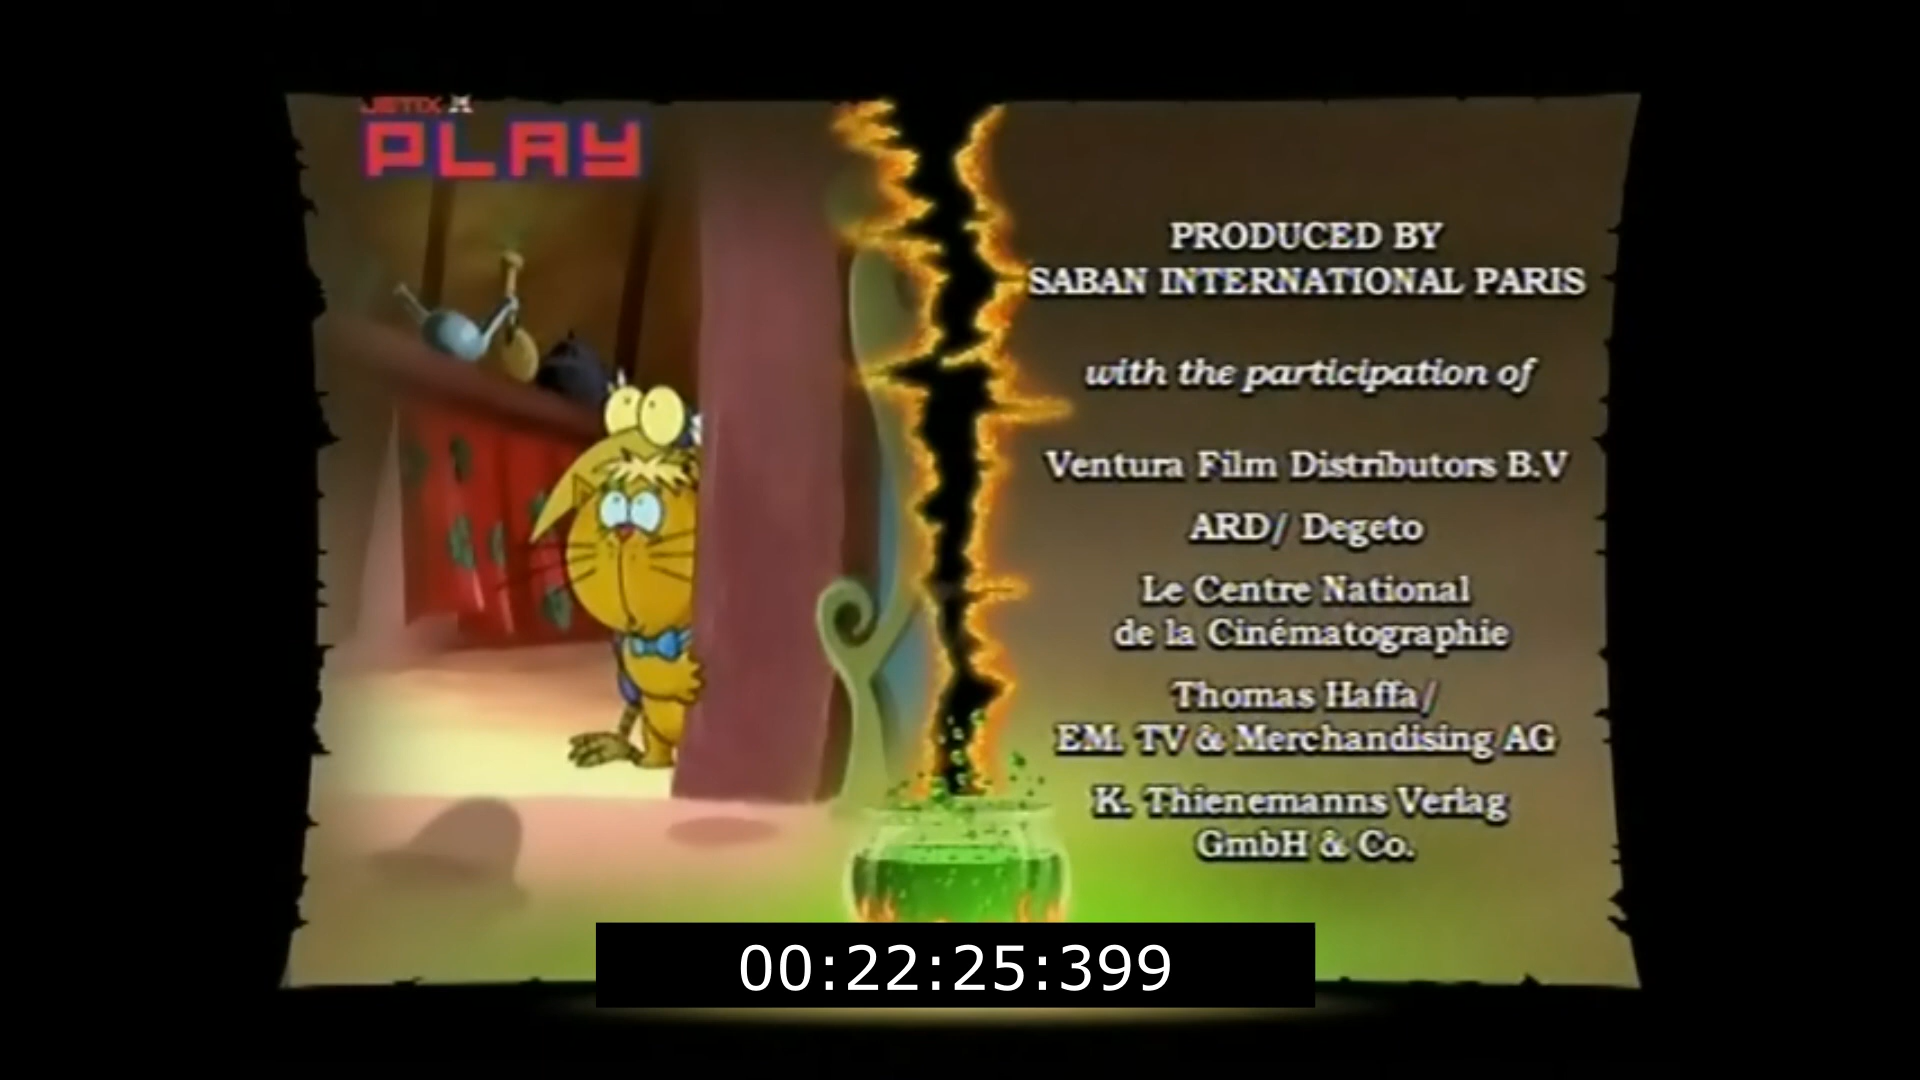 JETIX
PLAY
PRODUCED BY
SABAN INTERNATIONAL PARIS
with the participation of
Ventura Film Distributors B.V
ARD/ Degeto
Le Centre National
de la Cinématographie
Thomas Haffa/
EM. TV & Merchandising AG
K. Thienemanns Verlag
GmbH & Co.
00:22:25:399